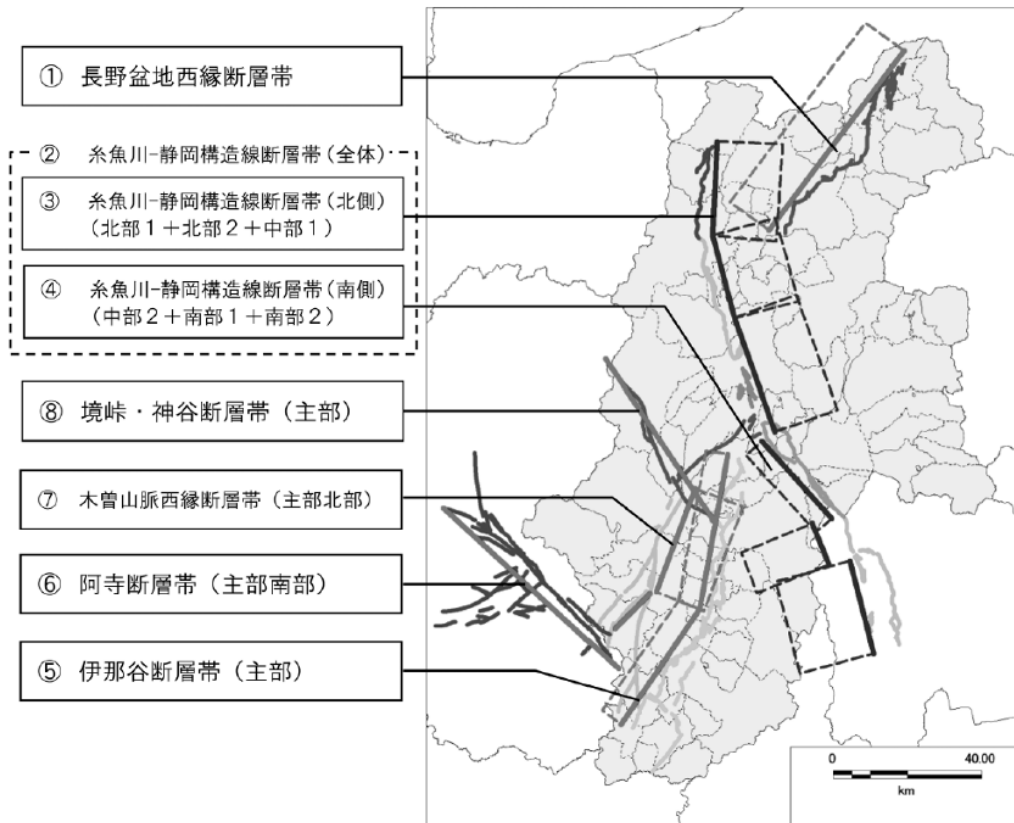 ① 長野盆地西縁断層帯
② 糸魚川-静岡構造線断層帯(全体)
③ 糸魚川-静岡構造線断層帯(北側)
(北部1+北部2+中部1)
④ 糸魚川-静岡構造線断層帯(南側)
(中部2+南部1+南部2)
⑧ 境峠・神谷断層帯(主部)
⑦ 木曽山脈西縁断層帯(主部北部)
⑥ 阿寺断層帯(主部南部)
⑤ 伊那谷断層帯(主部)
0 40.00
km